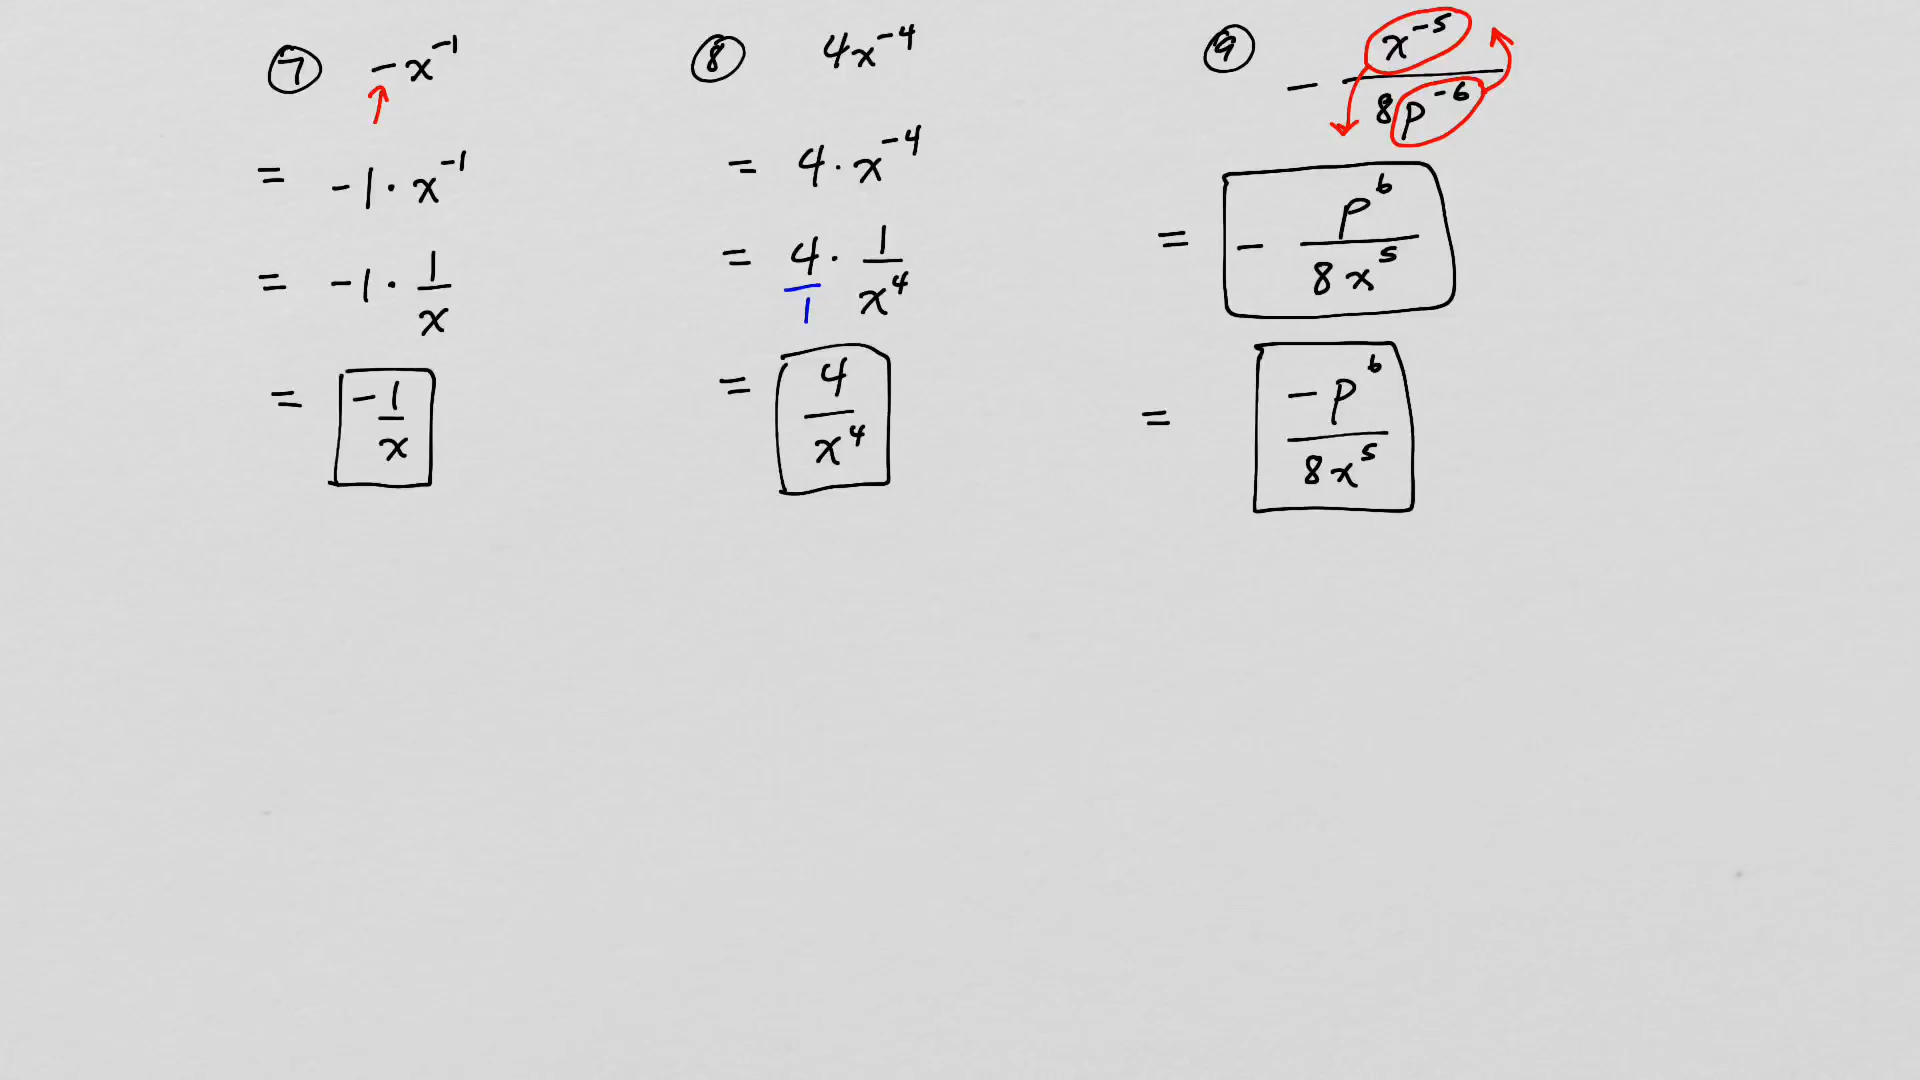 ⑦ -x⁻¹
= -1 · x⁻¹
= -1 · 1/x
= -1/x
⑧ 4x⁻⁴
= 4 · x⁻⁴
= 4/1 · 1/x⁴
= 4/x⁴
⑨ - x⁻⁵/8p⁻⁶
= - p⁶/8x⁵
= -p⁶/8x⁵